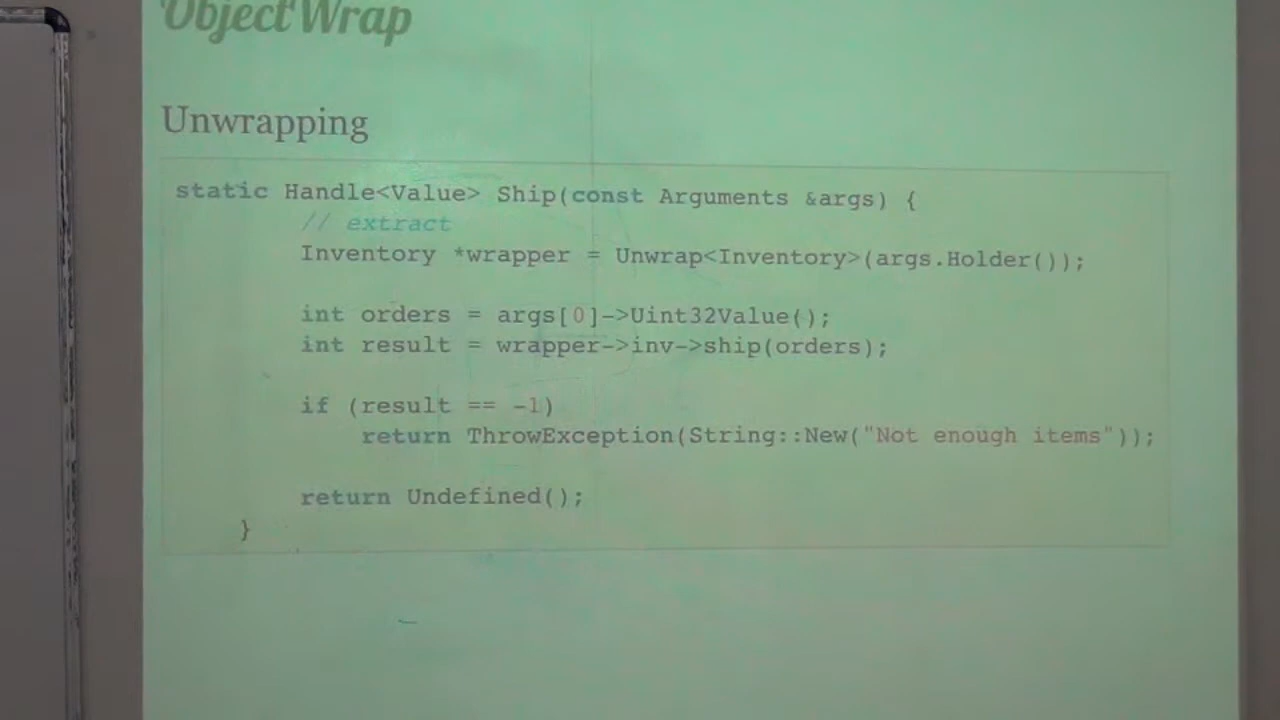 ObjectWrap
Unwrapping
static Handle<Value> Ship(const Arguments &args) {
// extract
Inventory *wrapper = Unwrap<Inventory>(args.Holder());
int orders = args[0]->Uint32Value();
int result = wrapper->inv->ship(orders);
if (result == -1)
return ThrowException(String::New("Not enough items"));
return Undefined();
}